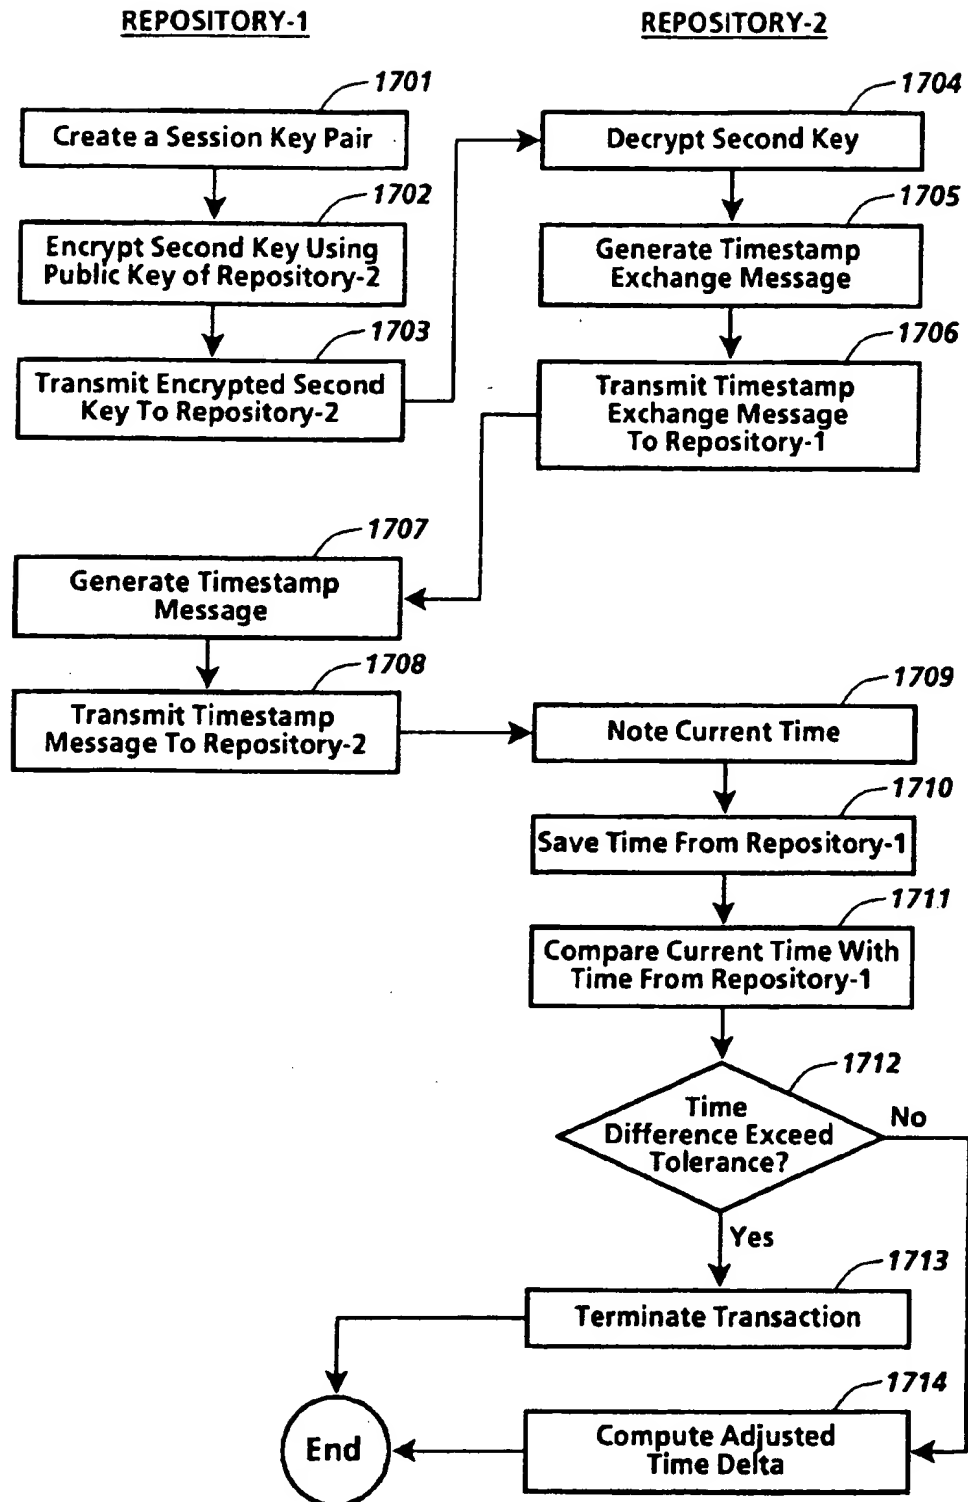 REPOSITORY-1
REPOSITORY-2
1701
Create a Session Key Pair
1702
Encrypt Second Key Using
Public Key of Repository-2
1703
Transmit Encrypted Second
Key To Repository-2
1704
Decrypt Second Key
1705
Generate Timestamp
Exchange Message
1706
Transmit Timestamp
Exchange Message
To Repository-1
1707
Generate Timestamp
Message
1708
Transmit Timestamp
Message To Repository-2
1709
Note Current Time
1710
Save Time From Repository-1
1711
Compare Current Time With
Time From Repository-1
1712
Time
Difference Exceed
Tolerance?
No
Yes
1713
Terminate Transaction
1714
Compute Adjusted
Time Delta
End